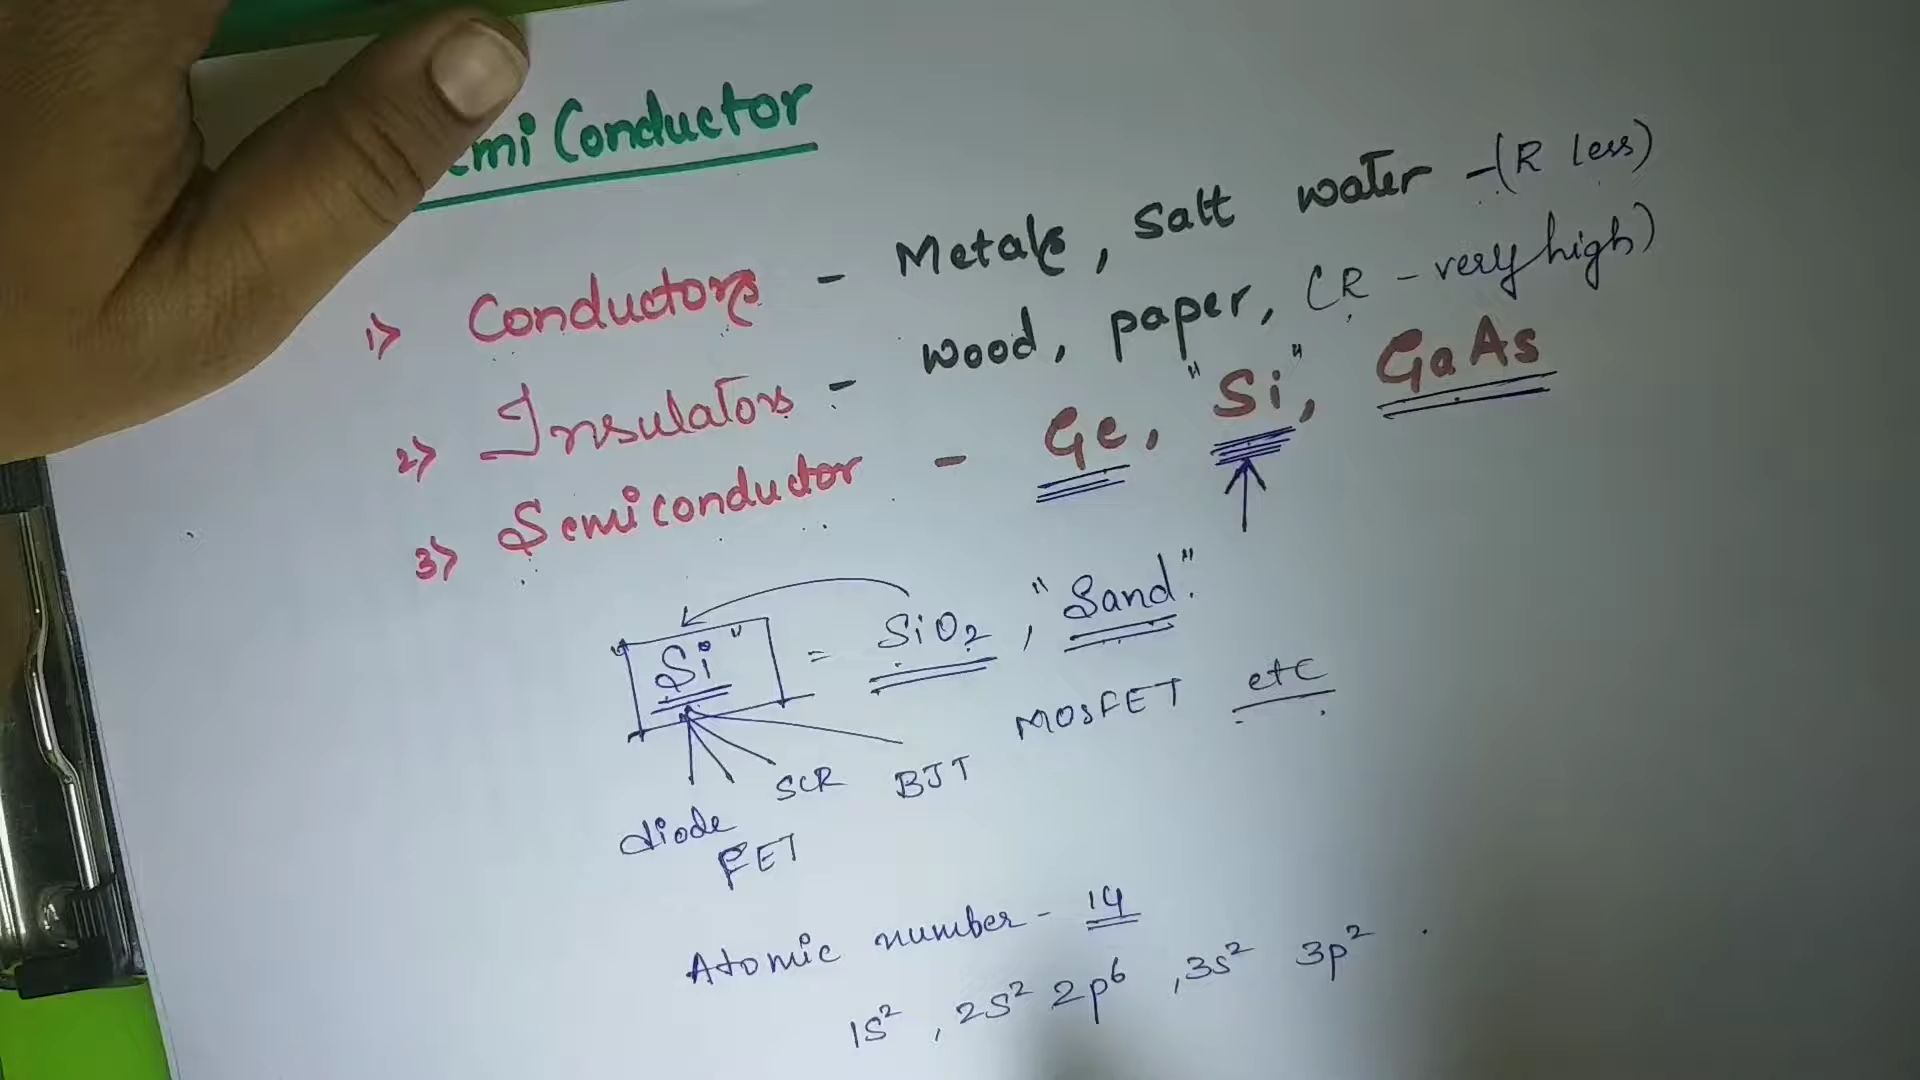 emi Conductor
1) Conductors - Metals, Salt water - (R less)
2) Insulators - wood, paper, (R - very high)
3) Semiconductor - Ge, "Si", GaAs
"Si" = SiO2, "Sand".
diode FET SCR BJT MOSFET etc
Atomic number - 14
1s², 2s² 2p⁶, 3s² 3p².